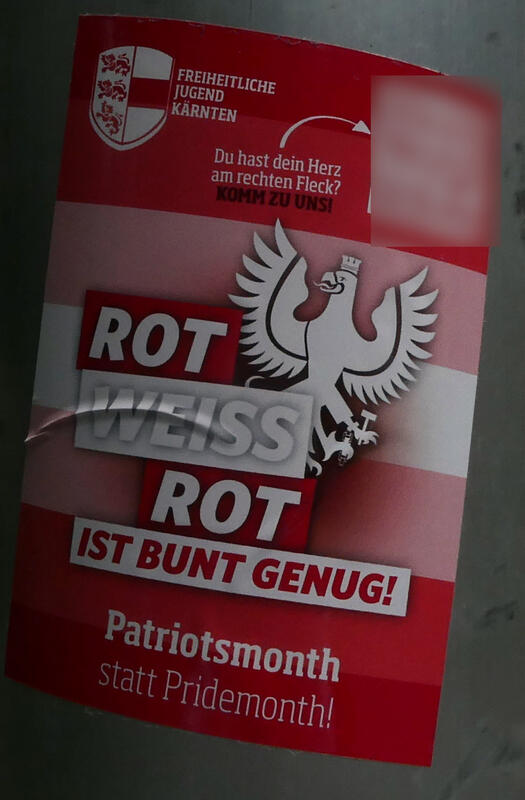 FREIHEITLICHE
JUGEND
KÄRNTEN
Du hast dein Herz
am rechten Fleck?
KOMM ZU UNS!
ROT
WEISS
ROT
IST BUNT GENUG!
Patriotsmonth
statt Pridemonth!